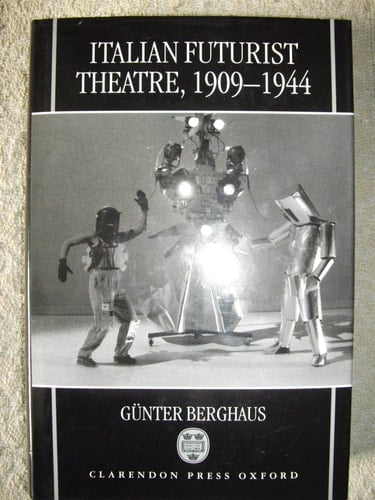 ITALIAN FUTURIST
THEATRE, 1909–1944
GÜNTER BERGHAUS
CLARENDON PRESS OXFORD